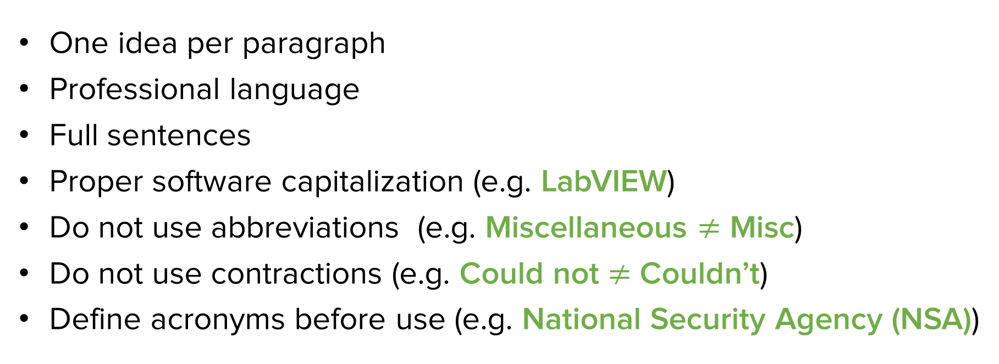 • One idea per paragraph
• Professional language
• Full sentences
• Proper software capitalization (e.g. LabVIEW)
• Do not use abbreviations  (e.g. Miscellaneous ≠ Misc)
• Do not use contractions (e.g. Could not ≠ Couldn’t)
• Define acronyms before use (e.g. National Security Agency (NSA))